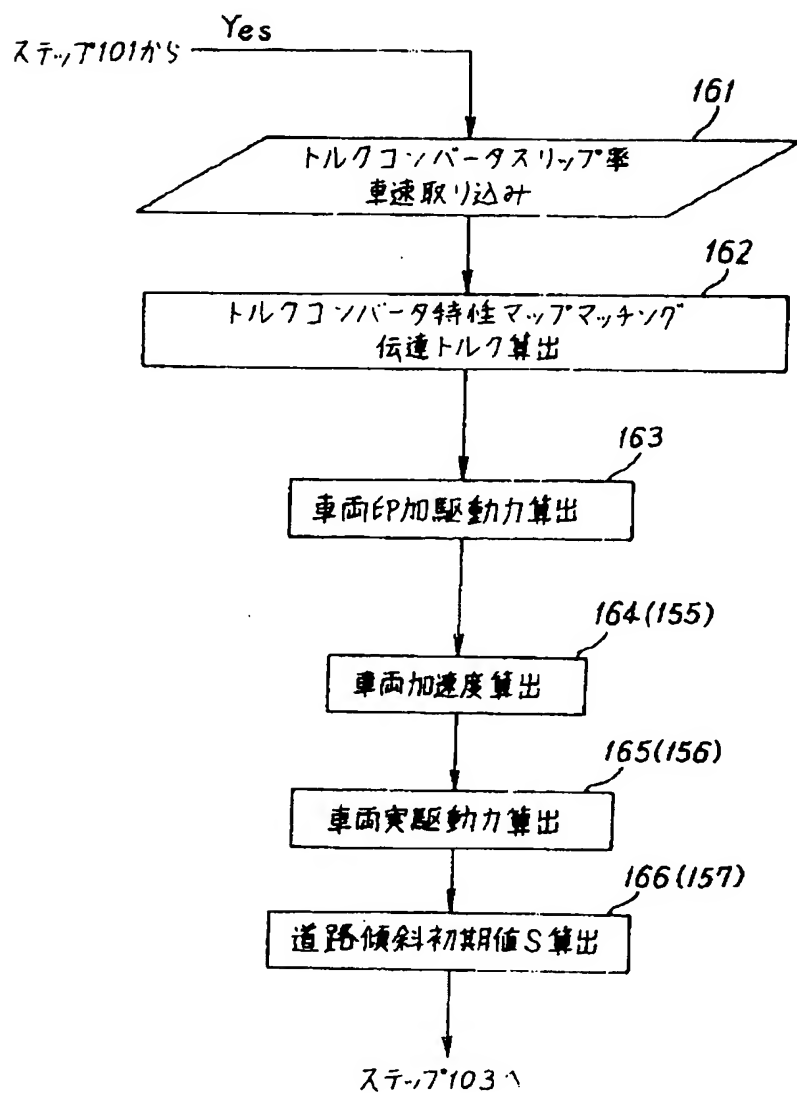 Yes
ステップ101から
161
トルクコンバータスリップ率
車速取り込み
162
トルクコンバータ特性マップマッチング
伝達トルク算出
163
車両印加駆動力算出
164(155)
車両加速度算出
165(156)
車両実駆動力算出
166(157)
道路傾斜初期値S算出
ステップ103へ